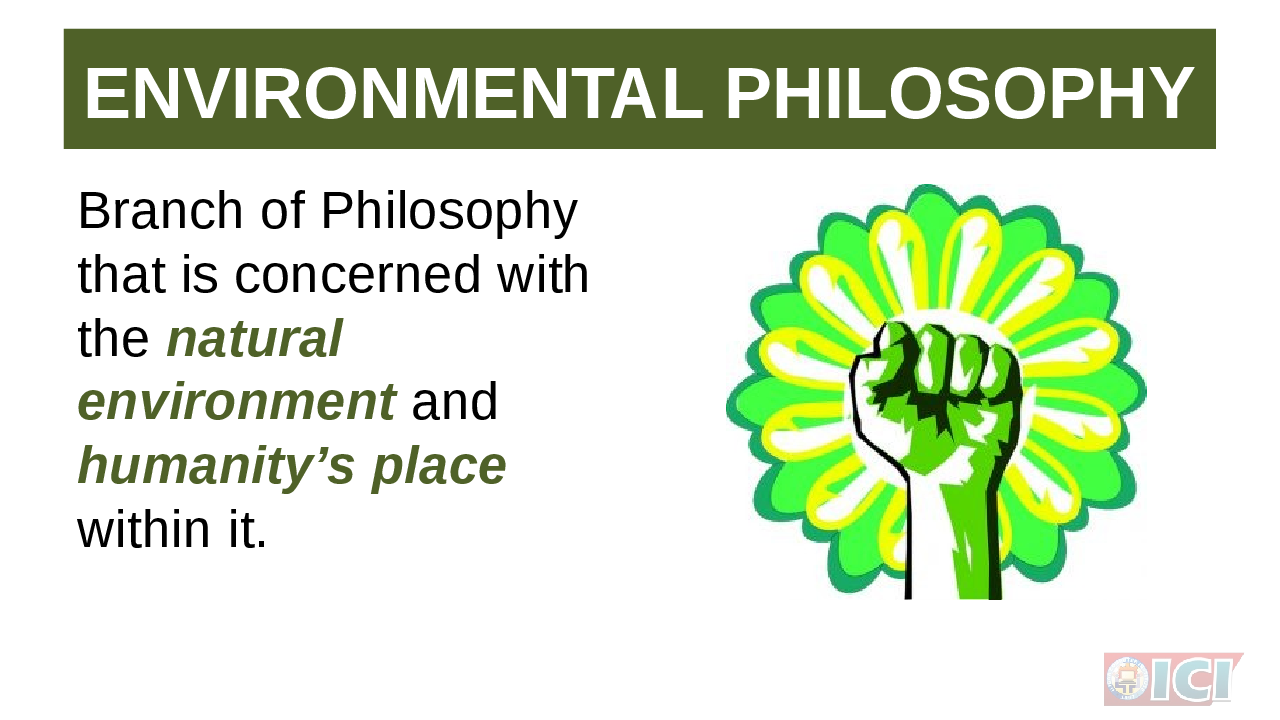 ENVIRONMENTAL PHILOSOPHY
Branch of Philosophy
that is concerned with
the natural
environment and
humanity’s place
within it.
ICI